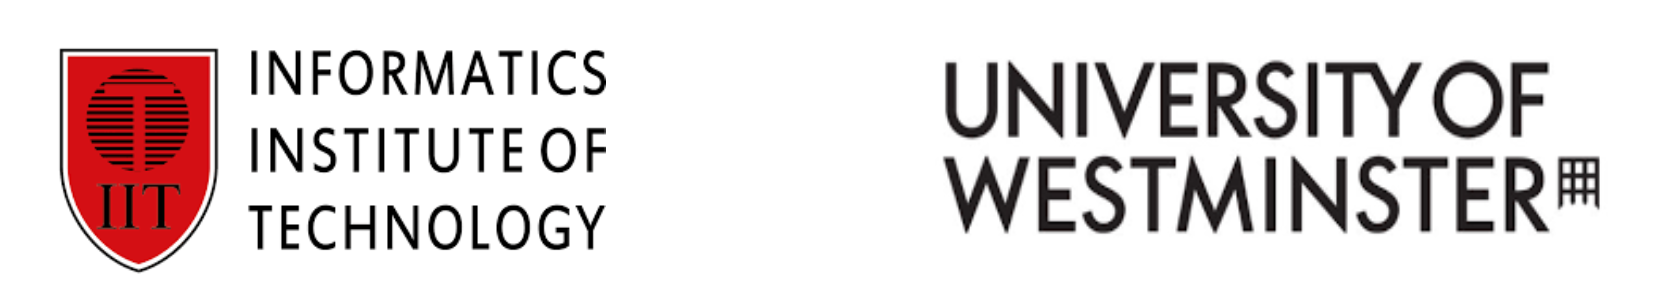 IIT
INFORMATICS
INSTITUTE OF
TECHNOLOGY
UNIVERSITY OF
WESTMINSTER